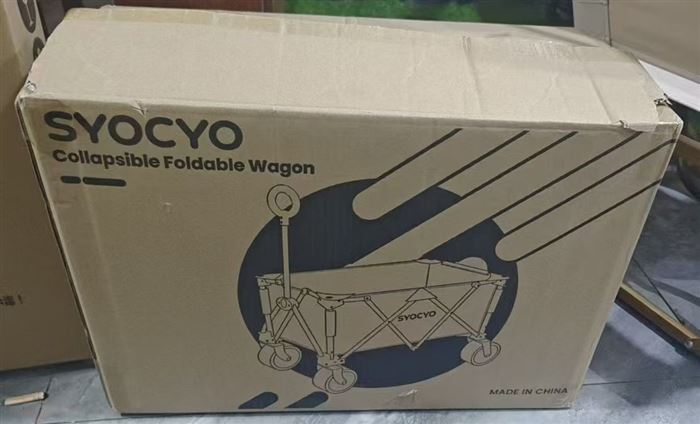 SYOCYO
Collapsible Foldable Wagon
SYOCYO
MADE IN CHINA